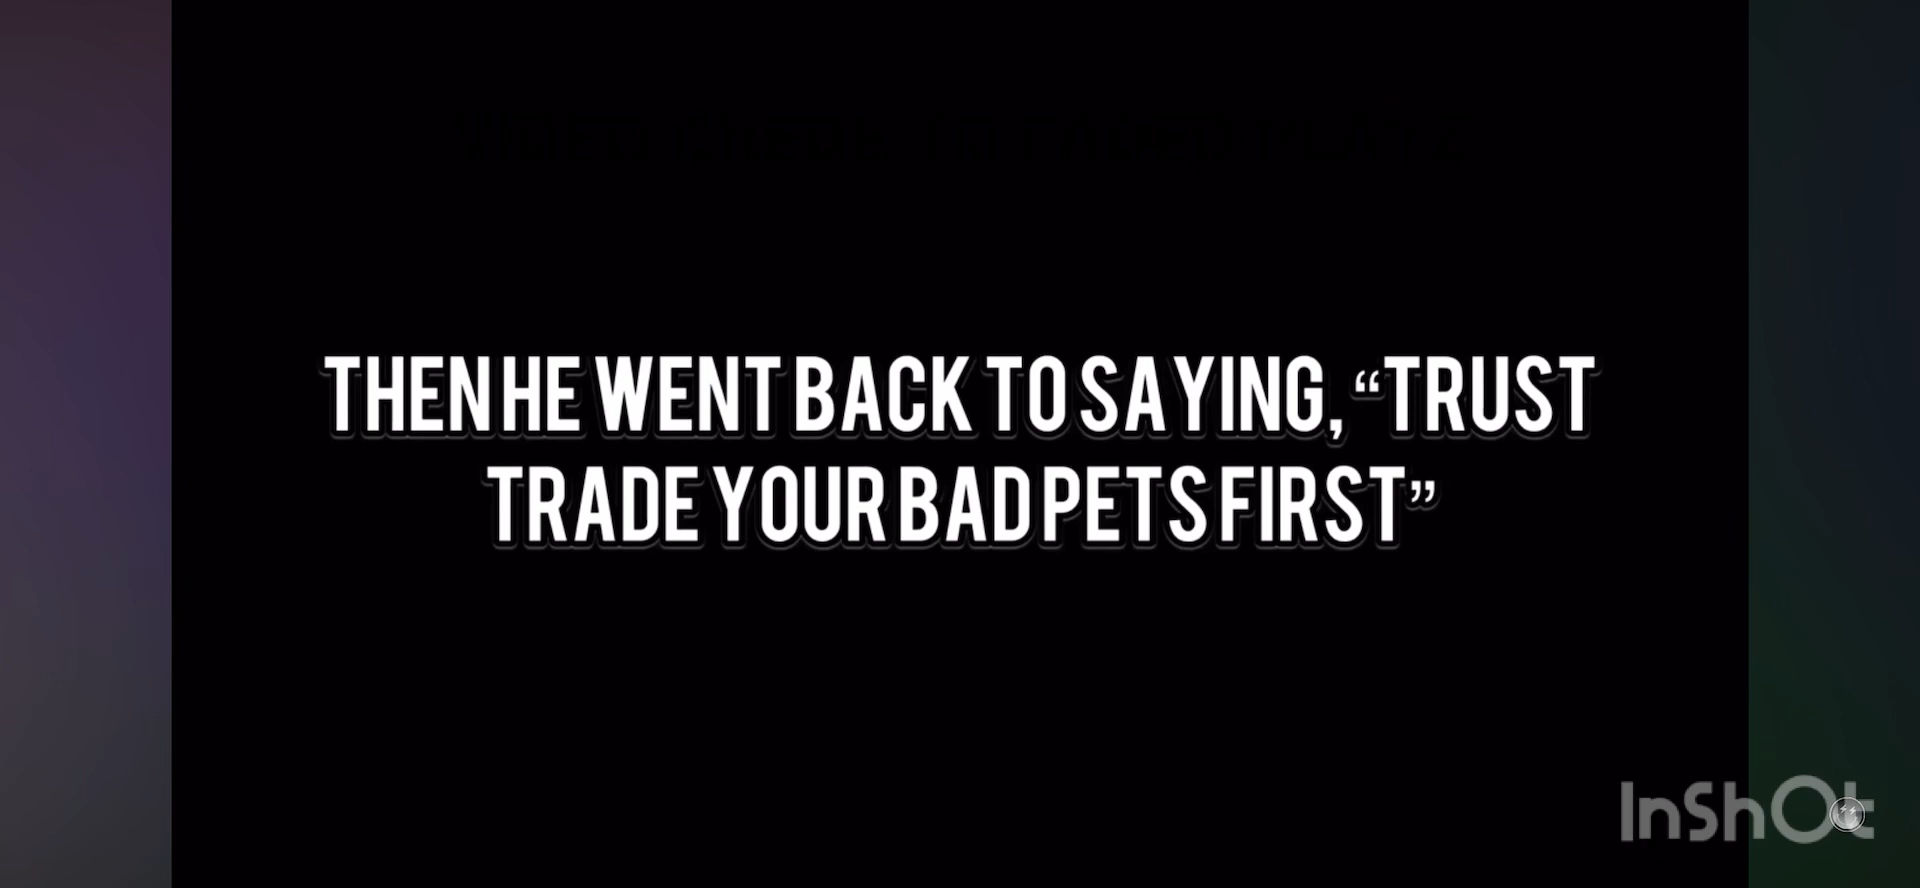 THEN HE WENT BACK TO SAYING, “TRUST
TRADE YOUR BAD PETS FIRST”
InShOt